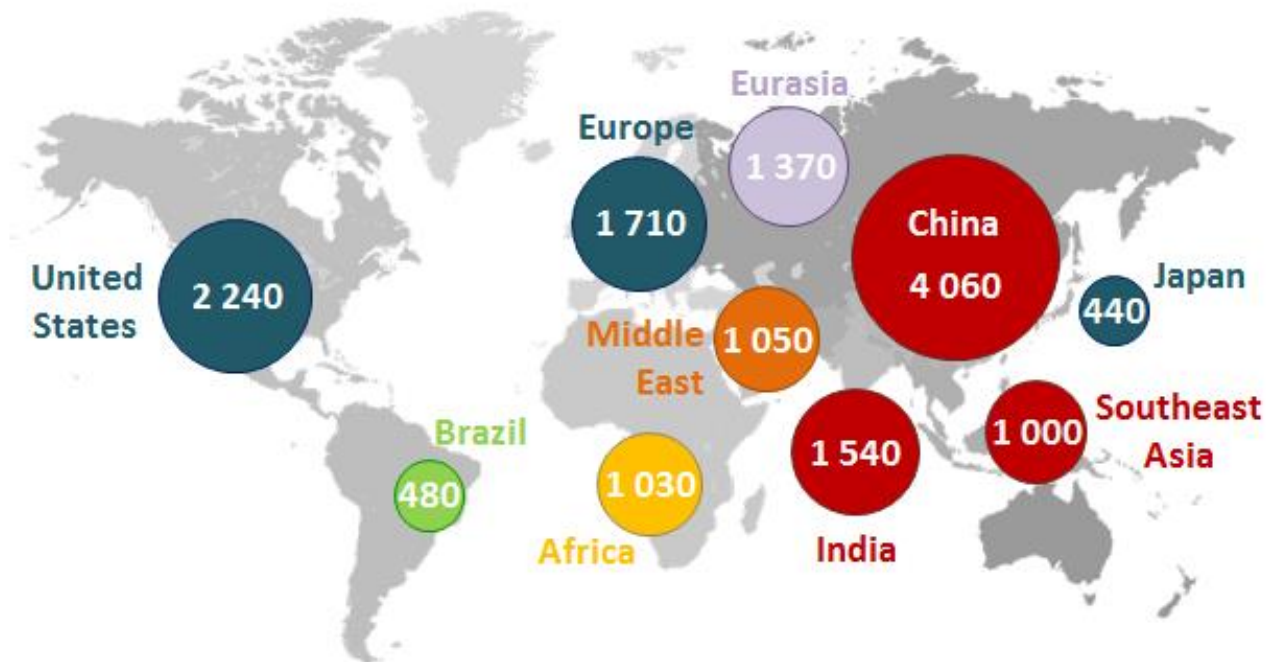 Eurasia
1 370
Europe
1 710
China
4 060
United
States
2 240
Japan
440
Middle
East
1 050
Brazil
480
Southeast
Asia
1 000
1 540
India
1 030
Africa